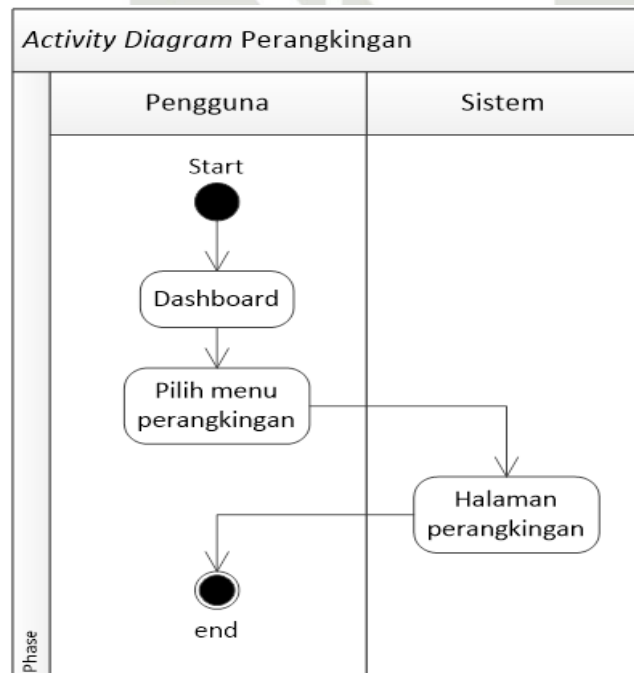 Activity Diagram Perangkingan
Pengguna
Sistem
Start
Dashboard
Pilih menu
perangkingan
Halaman
perangkingan
end
Phase